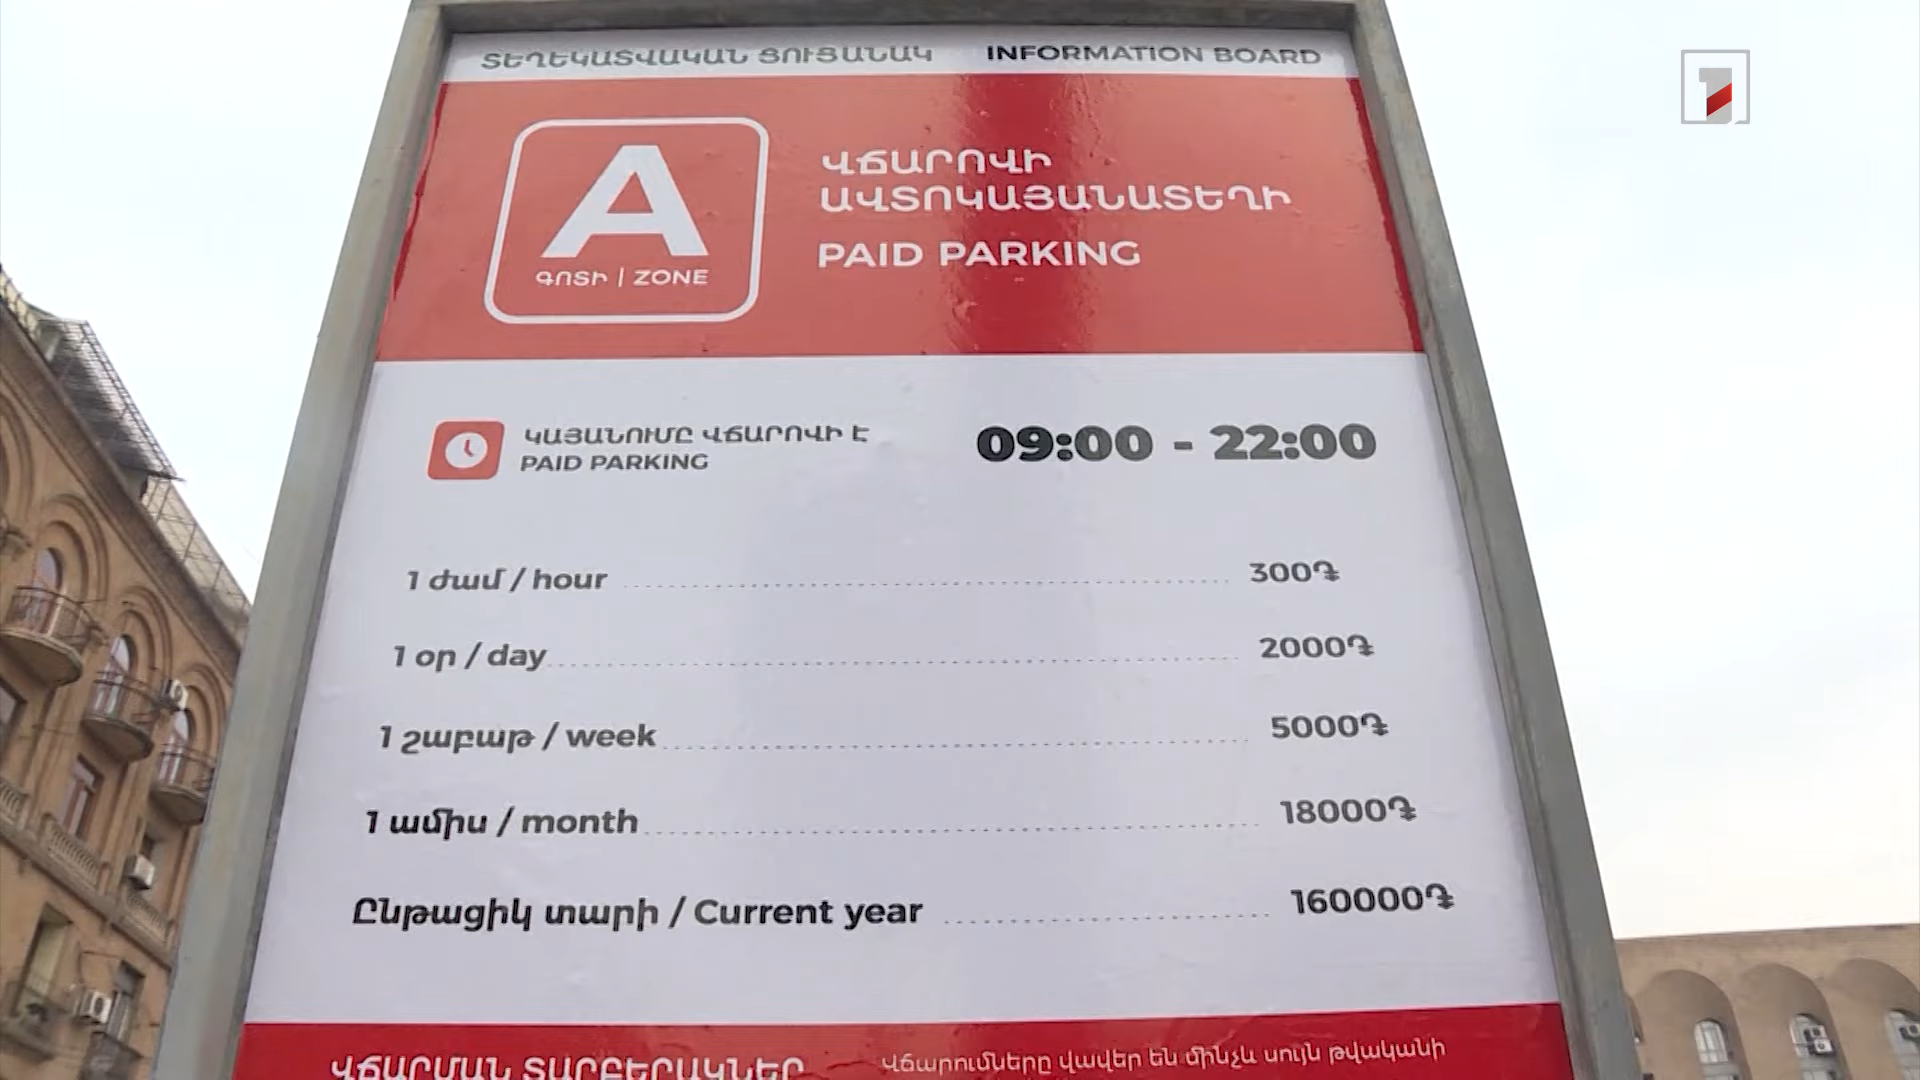 ՏԵՂԵԿԱՏՎԱԿԱՆ ՑՈՒՑԱՆԱԿ INFORMATION BOARD
A
ԳՈՏԻ | ZONE
ՎՃԱՐՈՎԻ
ԱՎՏՈԿԱՅԱՆԱՏԵՂԻ
PAID PARKING
ԿԱՅԱՆՈՒՄԸ ՎՃԱՐՈՎԻ Է
PAID PARKING
09:00 - 22:00
1 ժամ / hour 300֏
1 օր / day 2000֏
1 շաբաթ / week 5000֏
1 ամիս / month 18000֏
Ընթացիկ տարի / Current year 160000֏
ՎՃԱՐՄԱՆ ՏԱՐԲԵՐԱԿՆԵՐ
Վճարումները վավեր են մինչև սույն թվականի
1